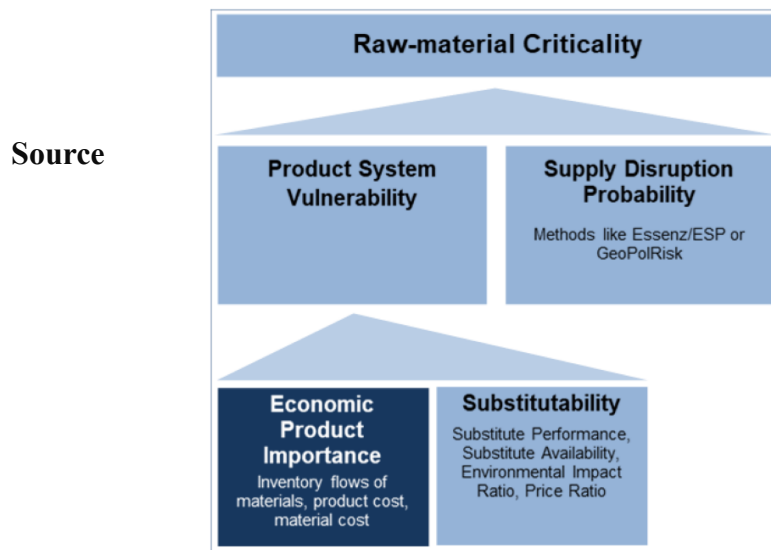 Raw-material Criticality
Source
Product System
Vulnerability
Supply Disruption
Probability
Methods like Essenz/ESP or
GeoPolRisk
Economic
Product
Importance
Inventory flows of
materials, product cost,
material cost
Substitutability
Substitute Performance,
Substitute Availability,
Environmental Impact
Ratio, Price Ratio